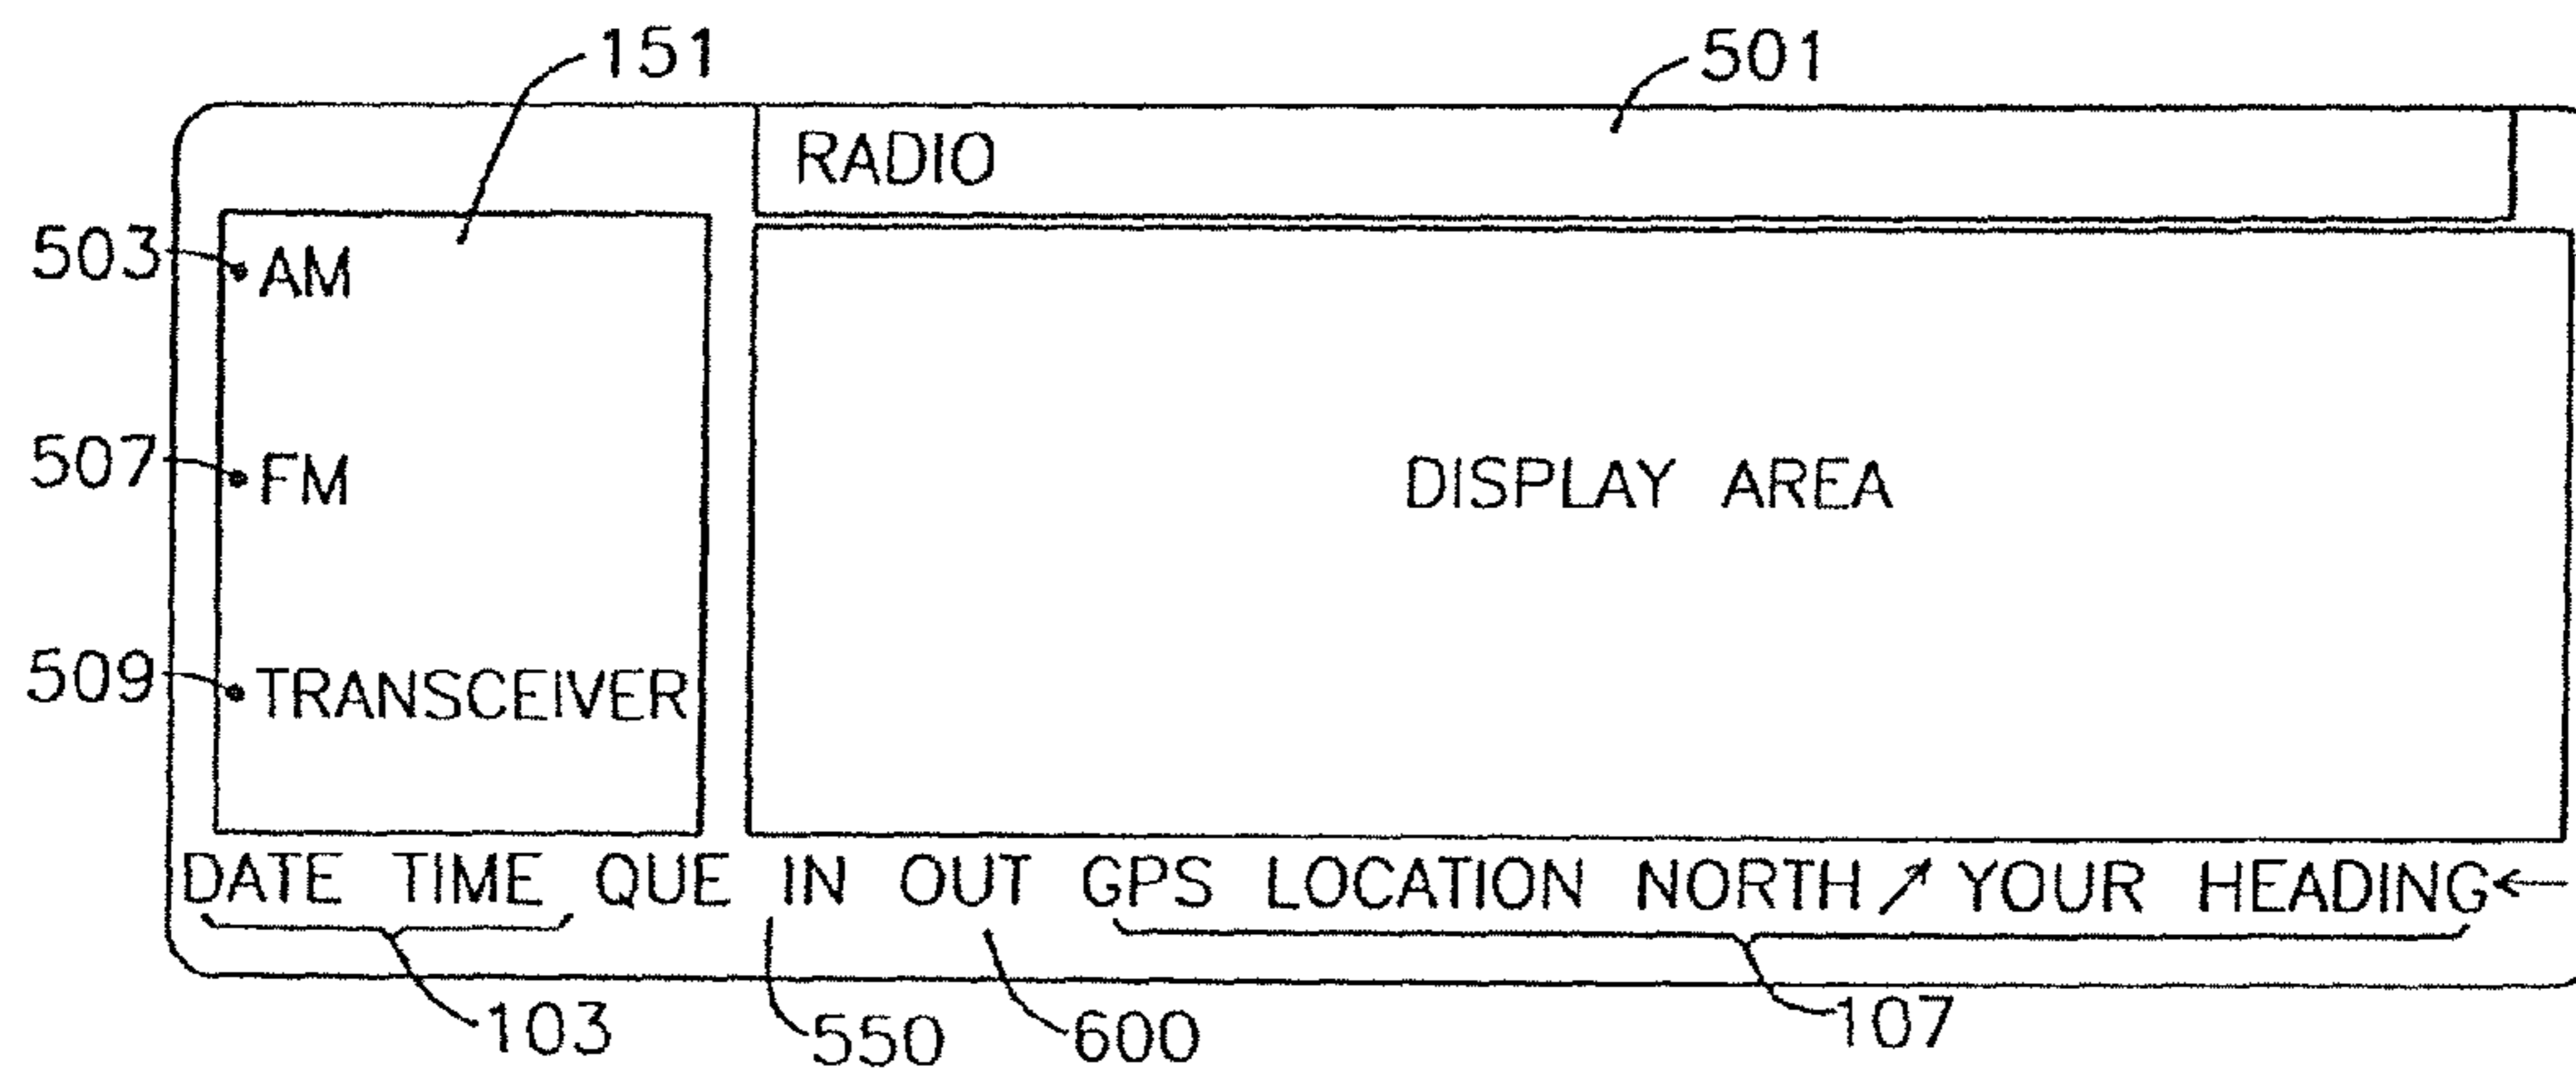 151
501
RADIO
503 AM
507 FM
DISPLAY AREA
509 TRANSCEIVER
DATE TIME QUE IN OUT GPS LOCATION NORTH ↗ YOUR HEADING ←
103 550 600 107